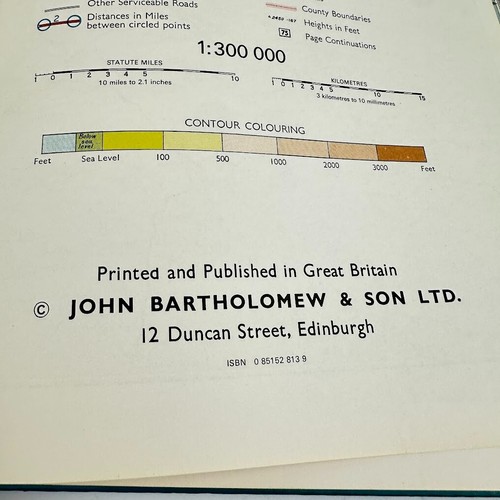 Other Serviceable Roads
Distances in Miles
between circled points
2
County Boundaries
Heights in Feet
75 Page Continuations
1:300 000
STATUTE MILES
1 0 1 2 3 4 5 10
10 miles to 2.1 inches
KILOMETRES
1 0 1 2 3 4 5 10 15
3 kilometres to 10 millimetres
CONTOUR COLOURING
Below
sea
level
Feet Sea Level 100 500 1000 2000 3000 Feet
Printed and Published in Great Britain
© JOHN BARTHOLOMEW & SON LTD.
12 Duncan Street, Edinburgh
ISBN 0 85152 813 9